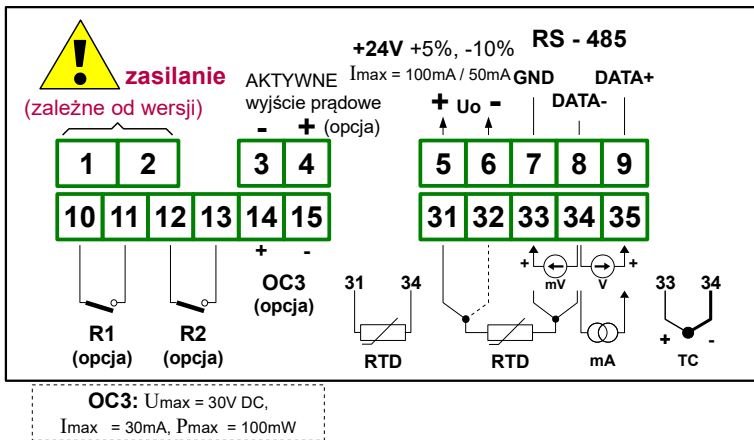 zasilanie
(zależne od wersji)
AKTYWNE
wyjście prądowe
- + (opcja)
+24V +5%, -10%
Imax = 100mA / 50mA
+ Uo -
RS - 485
GND DATA+
DATA-
1 2 3 4 5 6 7 8 9
10 11 12 13 14 15 31 32 33 34 35
+ -
OC3
(opcja)
R1
(opcja)
R2
(opcja)
31 34
RTD
RTD
+ mV V +
mA
33 34
+ TC -
OC3: Umax = 30V DC,
Imax = 30mA, Pmax = 100mW